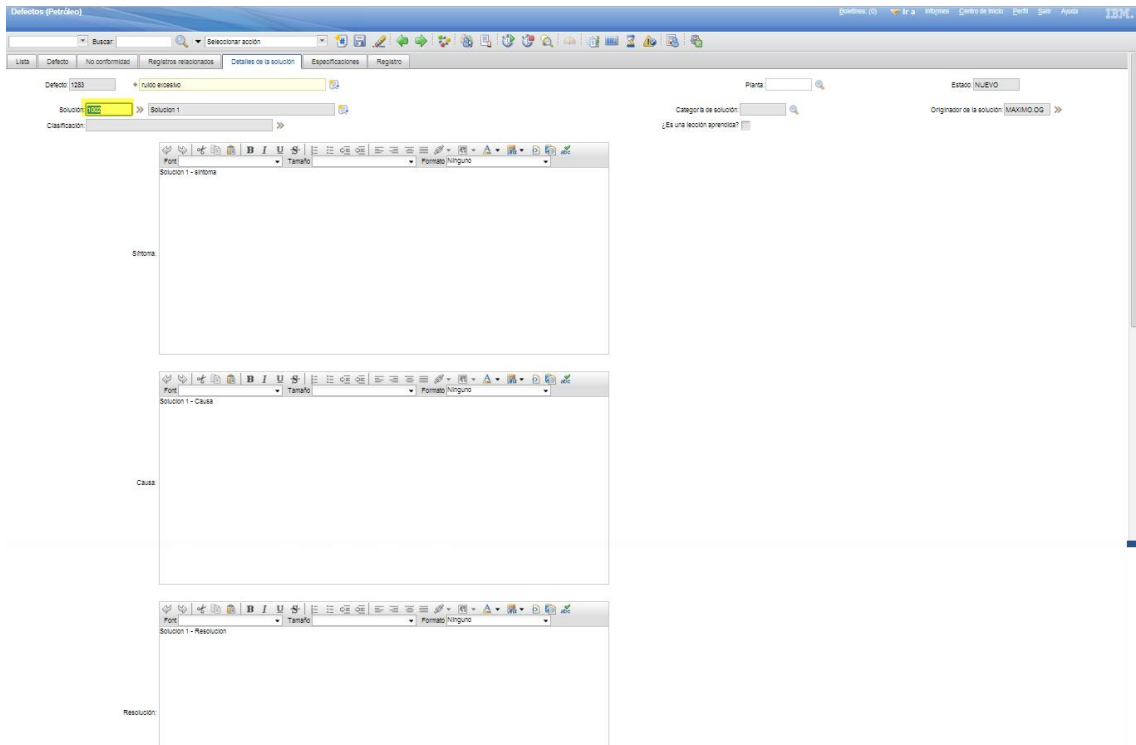 Defectos (Petróleo) Boletines: (0) Ir a Informes Centro de inicio Perfil Salir Ayuda IBM.
Buscar: Seleccionar acción
Lista Defecto No conformidad Registros relacionados Detalles de la solución Especificaciones Registro
Defecto: 1283 ruido excesivo Planta: Estado: NUEVO
Solución: 1002 Solucion 1 Categoría de solución: Originador de la solución: MAXIMO.OG
Clasificación: ¿Es una lección aprendida?
B I U S A abc
Font Tamaño Formato Ninguno
Solucion 1 - sintoma
Síntoma:
B I U S A abc
Font Tamaño Formato Ninguno
Solucion 1 - Causa
Causa:
B I U S A abc
Font Tamaño Formato Ninguno
Solucion 1 - Resolucion
Resolución: